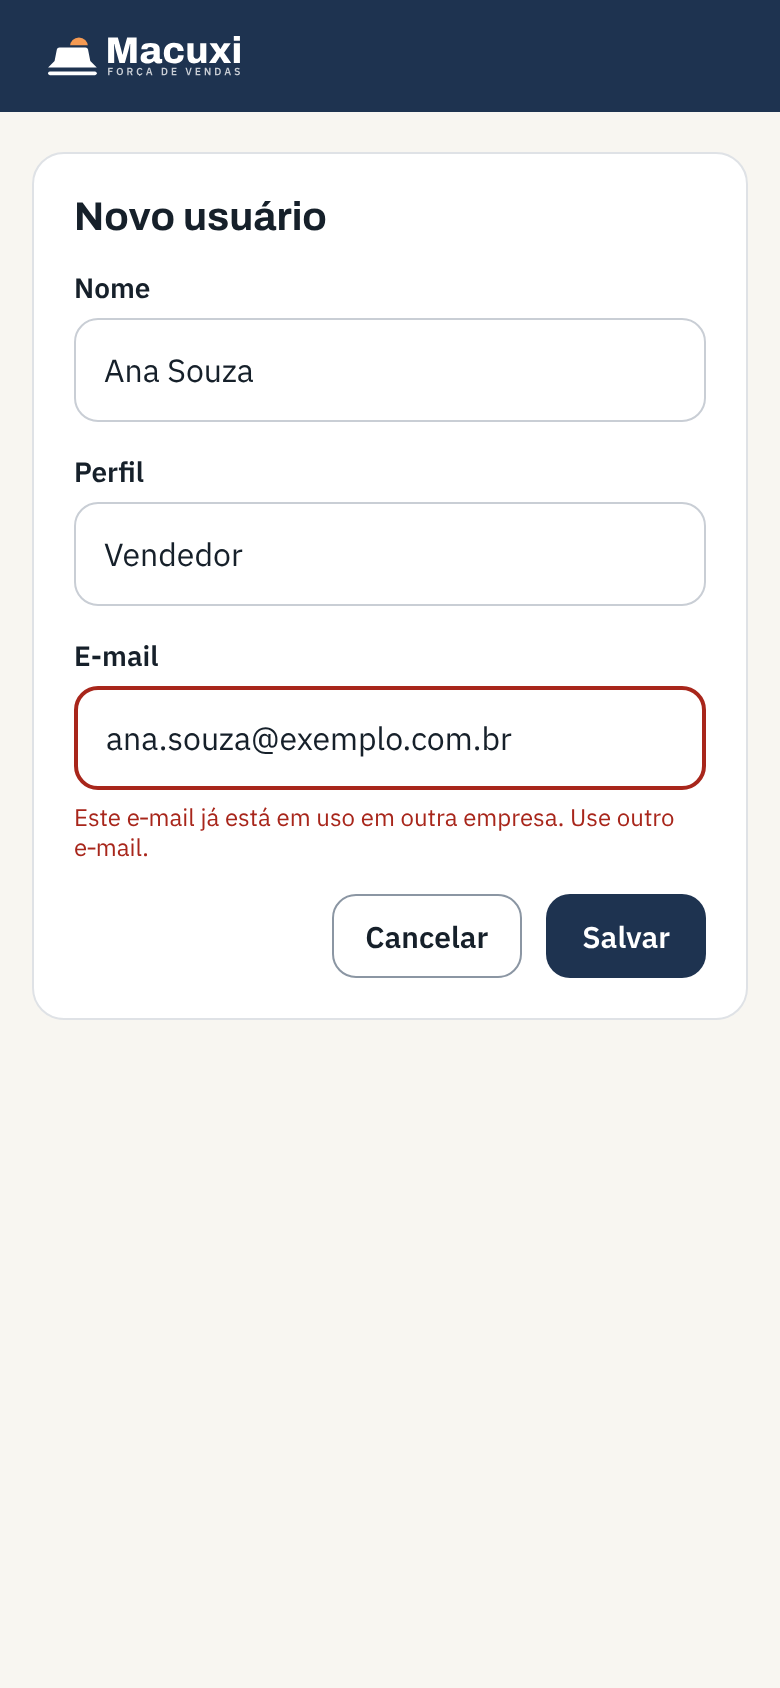 Macuxi
FORÇA DE VENDAS
Novo usuário
Nome
Ana Souza
Perfil
Vendedor
E-mail
ana.souza@exemplo.com.br
Este e-mail já está em uso em outra empresa. Use outro
e-mail.
Cancelar
Salvar